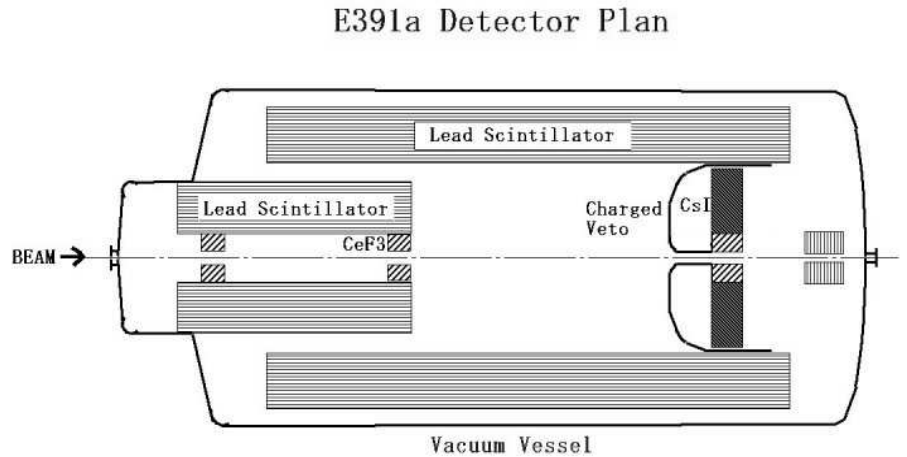 E391a Detector Plan
Lead Scintillator
Lead Scintillator
CsI
Charged
Veto
CeF3
BEAM
Vacuum Vessel